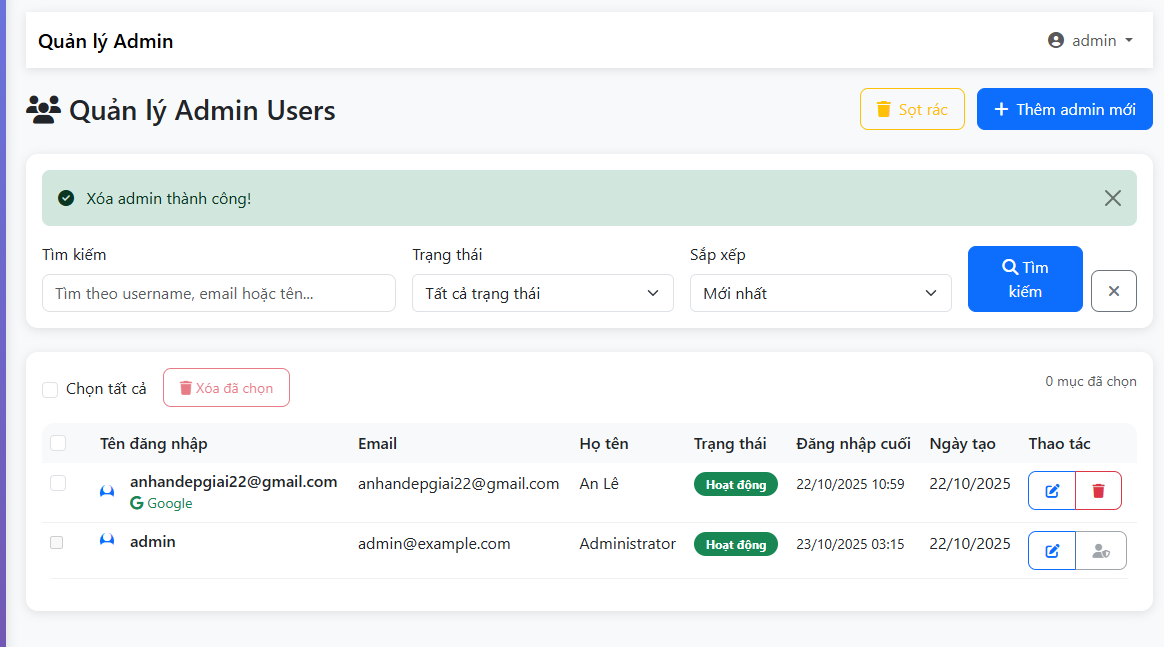 Quản lý Admin
admin
Quản lý Admin Users
Sọt rác
Thêm admin mới
Xóa admin thành công!
Tìm kiếm
Trạng thái
Sắp xếp
Tìm theo username, email hoặc tên...
Tất cả trạng thái
Mới nhất
Tìm
kiếm
Chọn tất cả
Xóa đã chọn
0 mục đã chọn
Tên đăng nhập Email Họ tên Trạng thái Đăng nhập cuối Ngày tạo Thao tác
anhandepgiai22@gmail.com anhandepgiai22@gmail.com An Lê Hoạt động 22/10/2025 10:59 22/10/2025
Google
admin admin@example.com Administrator Hoạt động 23/10/2025 03:15 22/10/2025